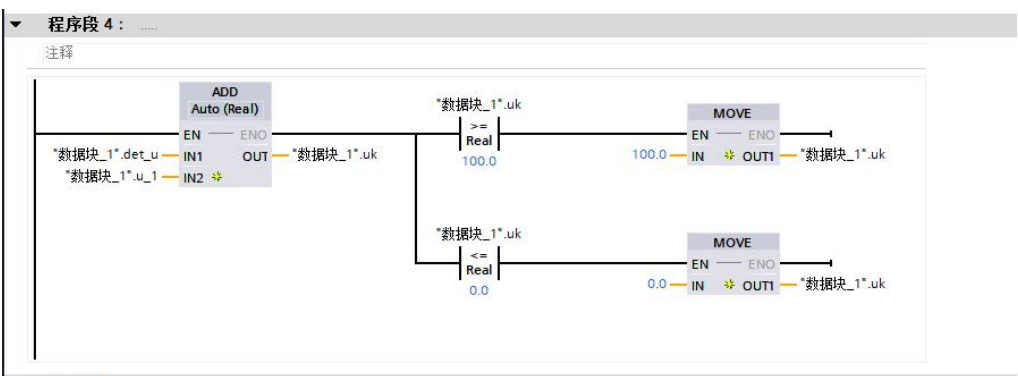 程序段 4： .....
注释
ADD
Auto (Real)
EN ENO
"数据块_1".det_u IN1 OUT "数据块_1".uk
"数据块_1".u_1 IN2
"数据块_1".uk
>=
Real
100.0
MOVE
EN ENO
100.0 IN OUT1 "数据块_1".uk
"数据块_1".uk
<=
Real
0.0
MOVE
EN ENO
0.0 IN OUT1 "数据块_1".uk